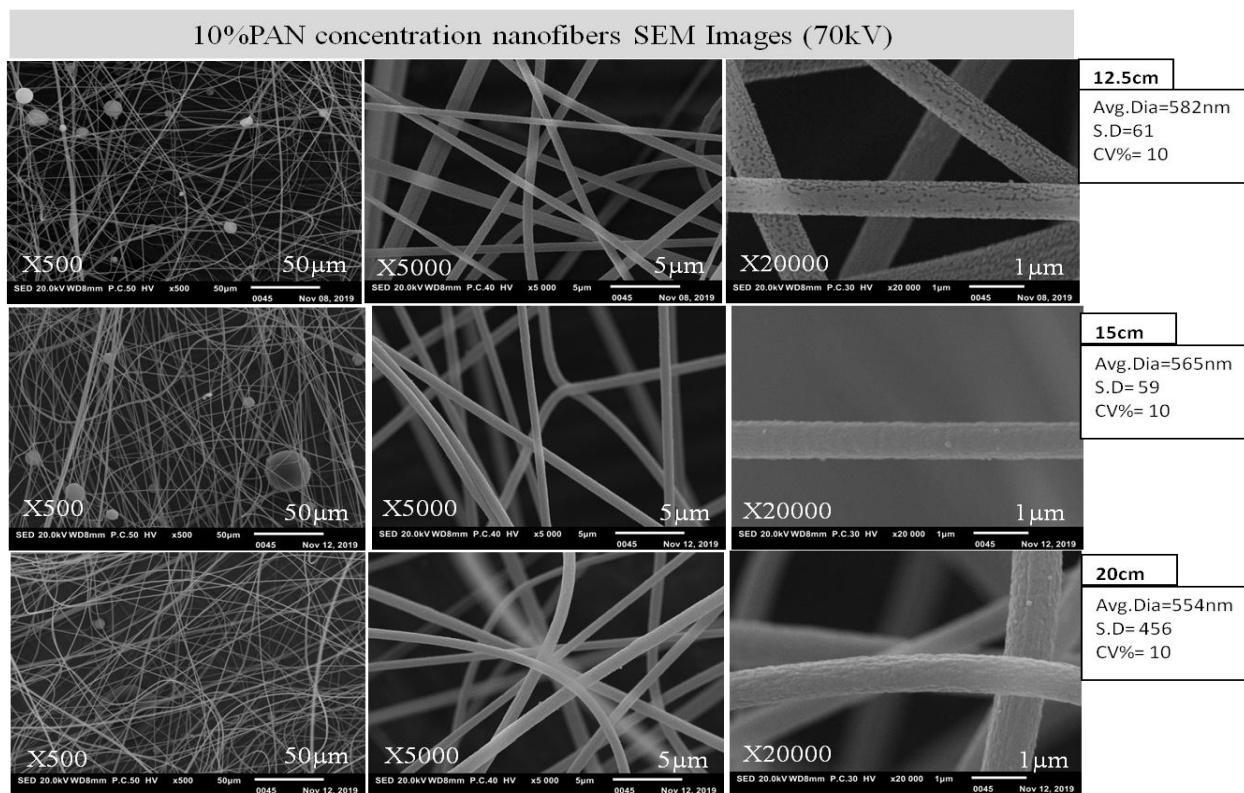 10%PAN concentration nanofibers SEM Images (70kV)
X500 50µm
SED 20.0kV WD8mm P.C.50 HV x500 50µm
0045 Nov 08, 2019
X5000 5µm
SED 20.0kV WD8mm P.C.40 HV x5 000 5µm
0045 Nov 08, 2019
X20000 1µm
SED 20.0kV WD8mm P.C.30 HV x20 000 1µm
0045 Nov 08, 2019
12.5cm
Avg.Dia=582nm
S.D=61
CV%= 10
X500 50µm
SED 20.0kV WD8mm P.C.50 HV x500 50µm
0045 Nov 12, 2019
X5000 5µm
SED 20.0kV WD8mm P.C.40 HV x5 000 5µm
0045 Nov 12, 2019
X20000 1µm
SED 20.0kV WD8mm P.C.30 HV x20 000 1µm
0045 Nov 12, 2019
15cm
Avg.Dia=565nm
S.D= 59
CV%= 10
X500 50µm
SED 20.0kV WD8mm P.C.50 HV x500 50µm
0045 Nov 12, 2019
X5000 5µm
SED 20.0kV WD8mm P.C.40 HV x5 000 5µm
0045 Nov 12, 2019
X20000 1µm
SED 20.0kV WD8mm P.C.30 HV x20 000 1µm
0045 Nov 12, 2019
20cm
Avg.Dia=554nm
S.D= 456
CV%= 10